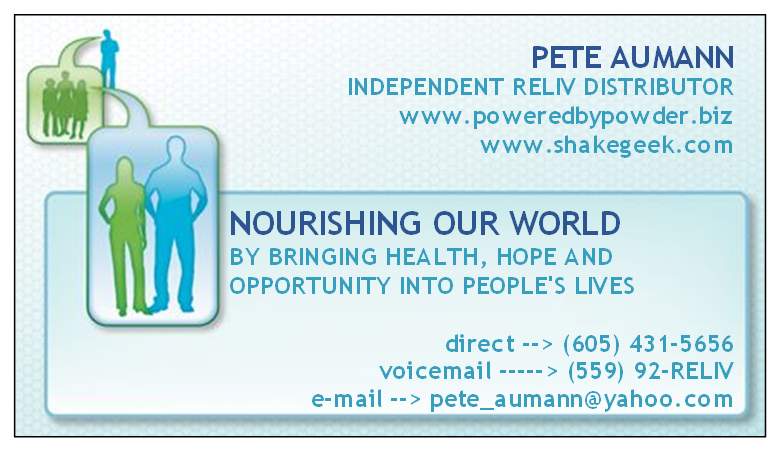 PETE AUMANN
INDEPENDENT RELIV DISTRIBUTOR
www.poweredbypowder.biz
www.shakegeek.com
NOURISHING OUR WORLD
BY BRINGING HEALTH, HOPE AND
OPPORTUNITY INTO PEOPLE'S LIVES
direct --> (605) 431-5656
voicemail -----> (559) 92-RELIV
e-mail --> pete_aumann@yahoo.com